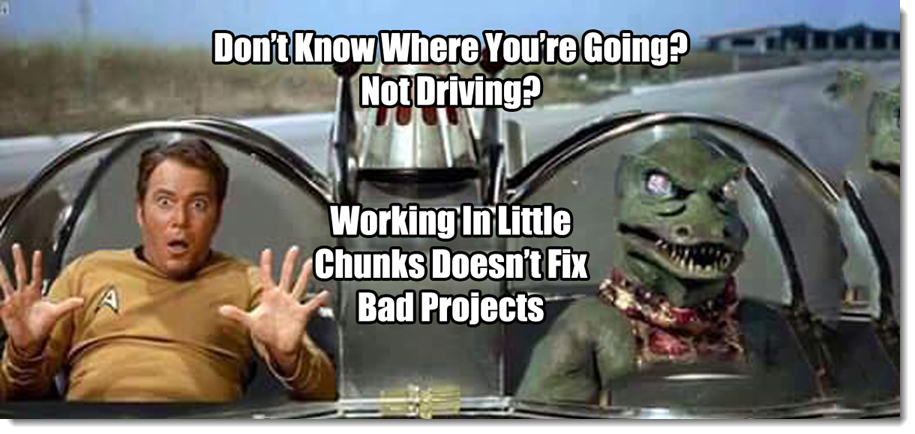 Don't Know Where You're Going?
Not Driving?
Working In Little
Chunks Doesn't Fix
Bad Projects